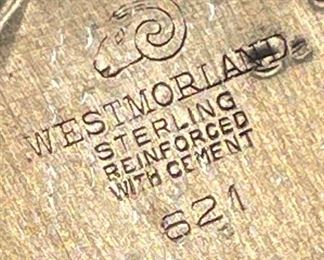 WESTMORLAND
STERLING
REINFORCED
WITH CEMENT
621